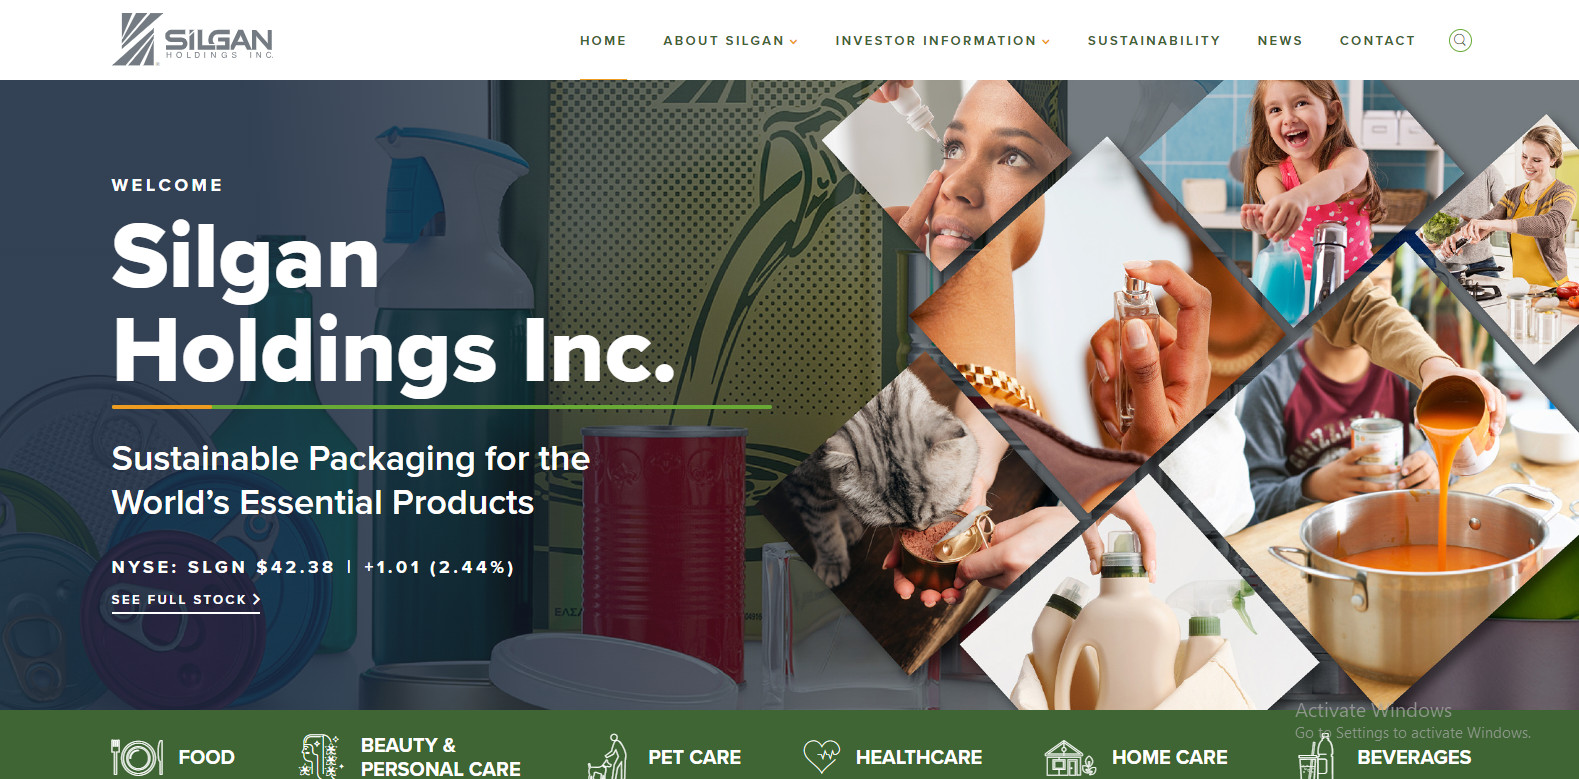 SILGAN
HOLDINGS INC.
HOME
ABOUT SILGAN
INVESTOR INFORMATION
SUSTAINABILITY
NEWS
CONTACT
WELCOME
Silgan
Holdings Inc.
Sustainable Packaging for the
World’s Essential Products
NYSE: SLGN $42.38 | +1.01 (2.44%)
SEE FULL STOCK
Activate Windows
Go to Settings to activate Windows.
FOOD
BEAUTY &
PERSONAL CARE
PET CARE
HEALTHCARE
HOME CARE
BEVERAGES